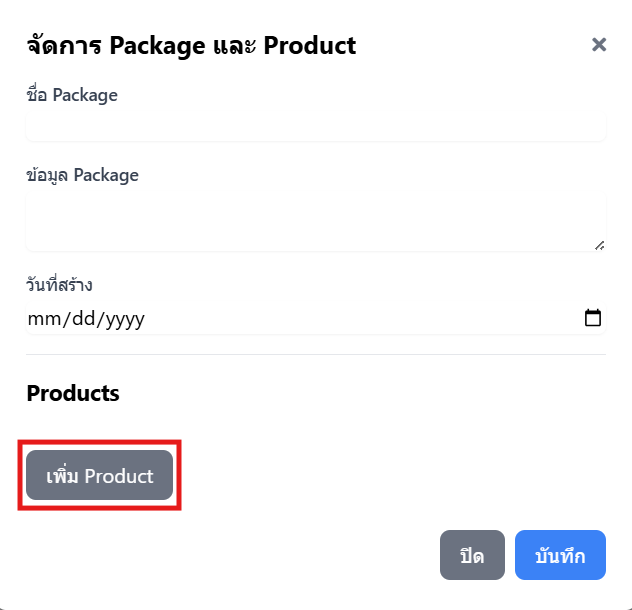 จัดการ Package และ Product
ชื่อ Package
ข้อมูล Package
วันที่สร้าง
mm/dd/yyyy
Products
เพิ่ม Product
ปิด บันทึก